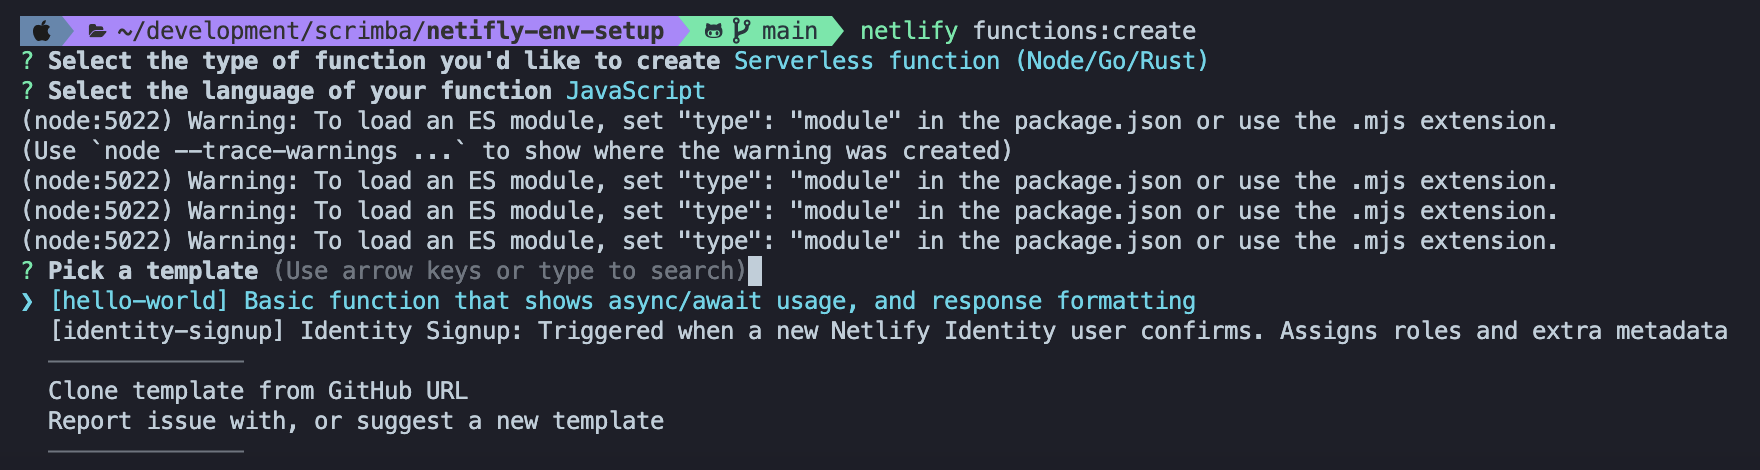 ~/development/scrimba/netifly-env-setup main netlify functions:create
? Select the type of function you'd like to create Serverless function (Node/Go/Rust)
? Select the language of your function JavaScript
(node:5022) Warning: To load an ES module, set "type": "module" in the package.json or use the .mjs extension.
(Use `node --trace-warnings ...` to show where the warning was created)
(node:5022) Warning: To load an ES module, set "type": "module" in the package.json or use the .mjs extension.
(node:5022) Warning: To load an ES module, set "type": "module" in the package.json or use the .mjs extension.
(node:5022) Warning: To load an ES module, set "type": "module" in the package.json or use the .mjs extension.
? Pick a template (Use arrow keys or type to search)
❯ [hello-world] Basic function that shows async/await usage, and response formatting
[identity-signup] Identity Signup: Triggered when a new Netlify Identity user confirms. Assigns roles and extra metadata
──────────────
Clone template from GitHub URL
Report issue with, or suggest a new template
──────────────